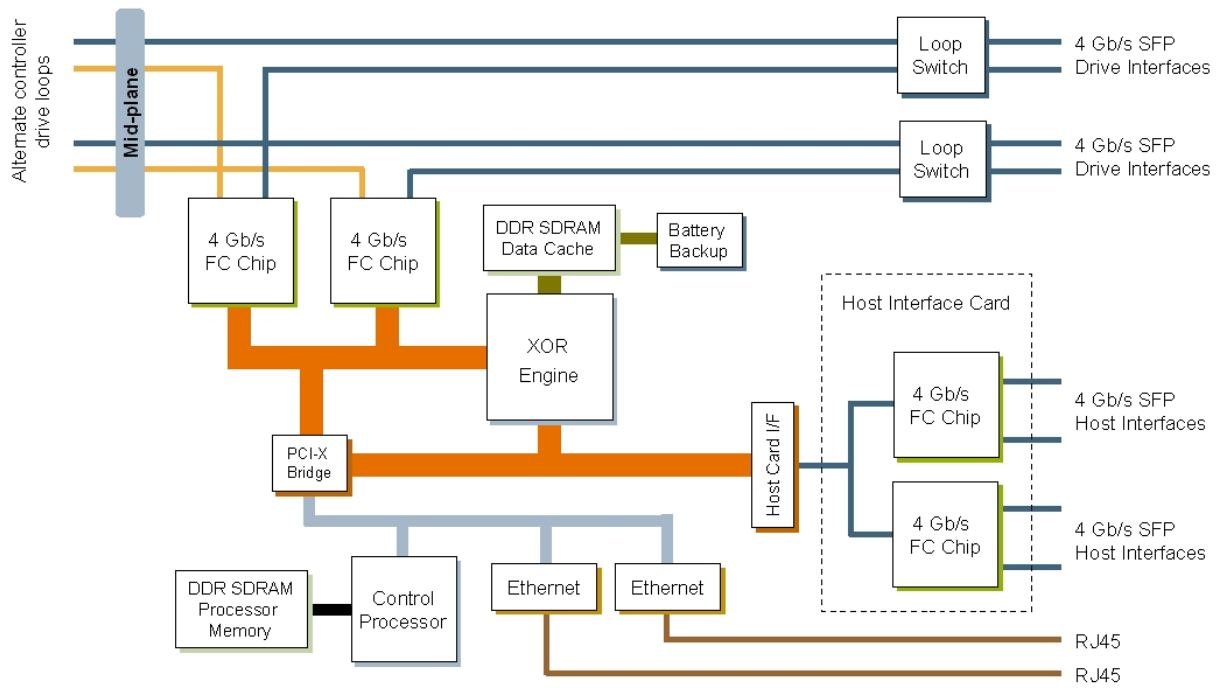 Alternate controller
drive loops
Mid-plane
Loop
Switch
4 Gb/s SFP
Drive Interfaces
Loop
Switch
4 Gb/s SFP
Drive Interfaces
4 Gb/s
FC Chip
4 Gb/s
FC Chip
DDR SDRAM
Data Cache
Battery
Backup
XOR
Engine
Host Interface Card
4 Gb/s
FC Chip
4 Gb/s SFP
Host Interfaces
PCI-X
Bridge
Host Card I/F
4 Gb/s
FC Chip
4 Gb/s SFP
Host Interfaces
DDR SDRAM
Processor
Memory
Control
Processor
Ethernet
Ethernet
RJ45
RJ45